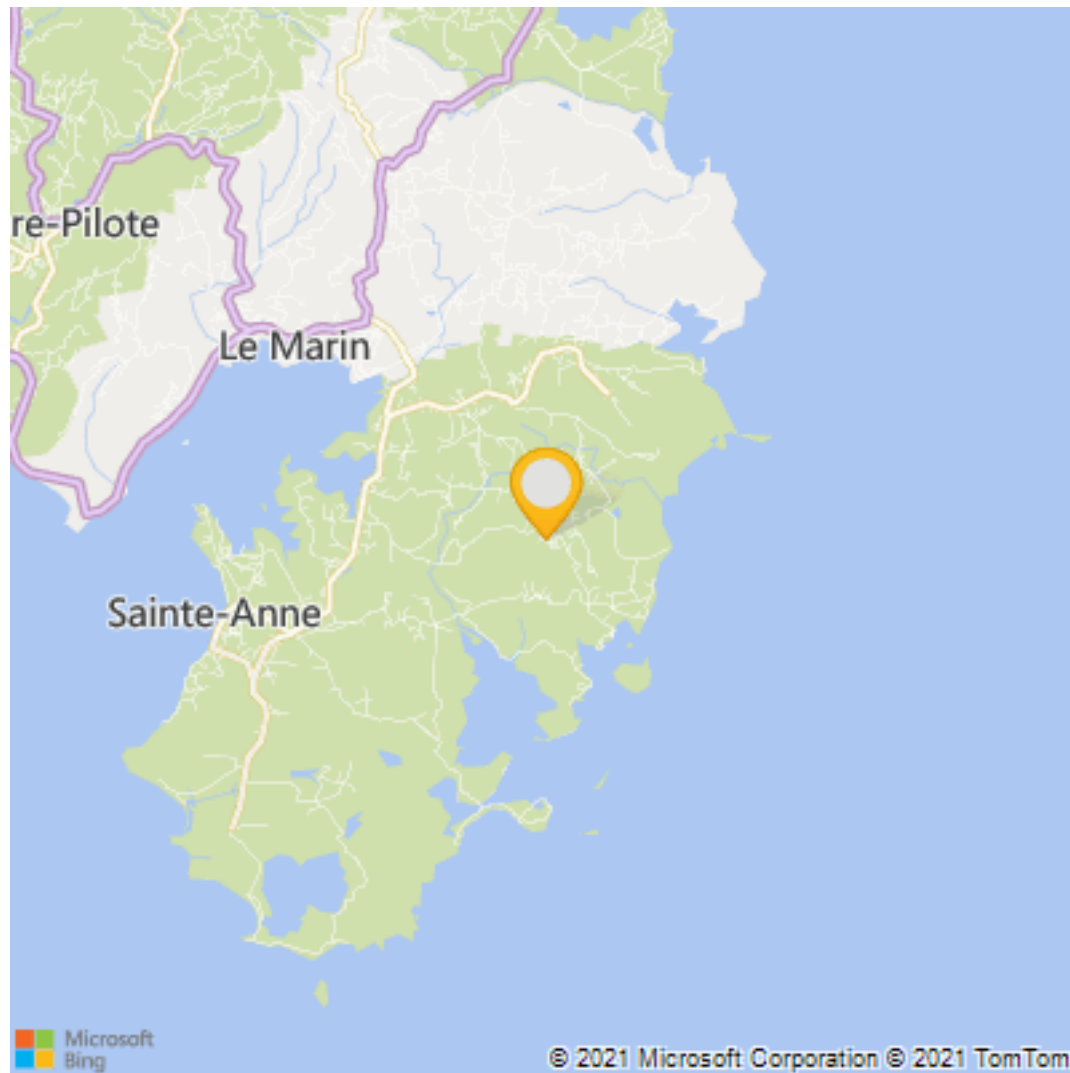 re-Pilote
Le Marin
Sainte-Anne
Microsoft
Bing
© 2021 Microsoft Corporation © 2021 TomTom